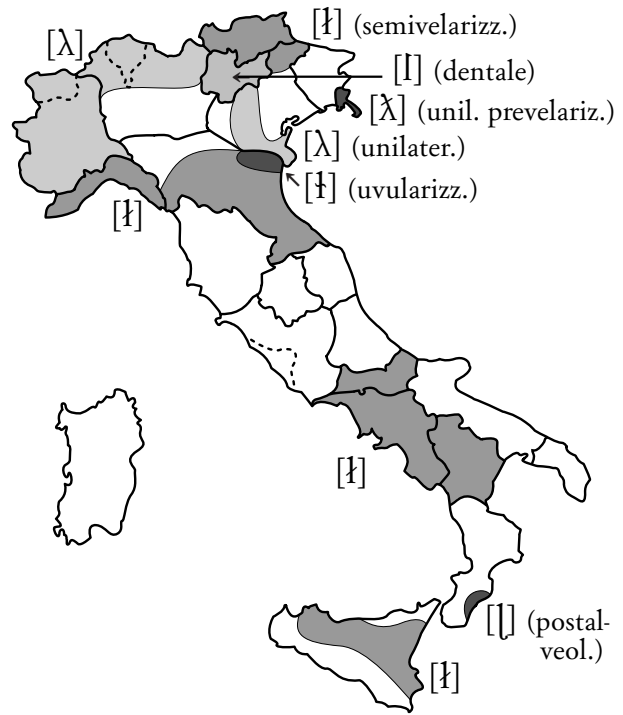 [ƚ] (semivelarizz.)
[λ]
[l̪] (dentale)
[ƛ] (unil. prevelariz.)
[λ] (unilater.)
[ɫ] (uvularizz.)
[ƚ]
[ƚ]
[ɭ] (postal-
veol.)
[ƚ]